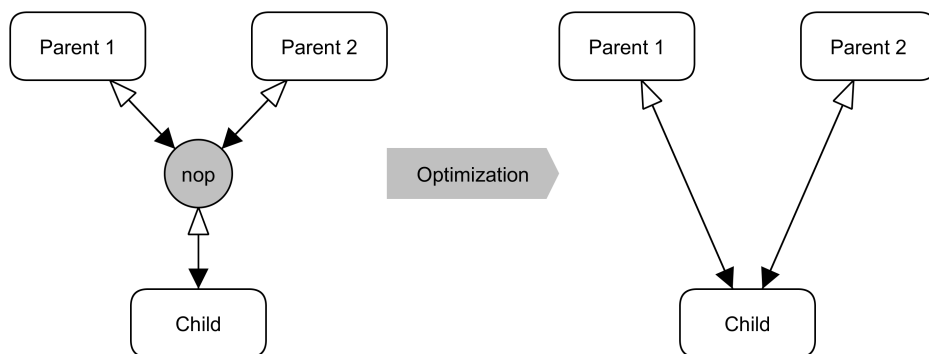 Parent 1
Parent 2
nop
Child
Optimization
Parent 1
Parent 2
Child